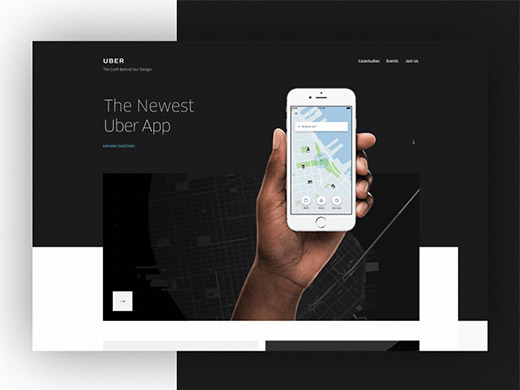 UBER
The Craft Behind Our Design
Casestudies Events Join Us
The Newest
Uber App
EXPLORE CASESTUDY
Where to?